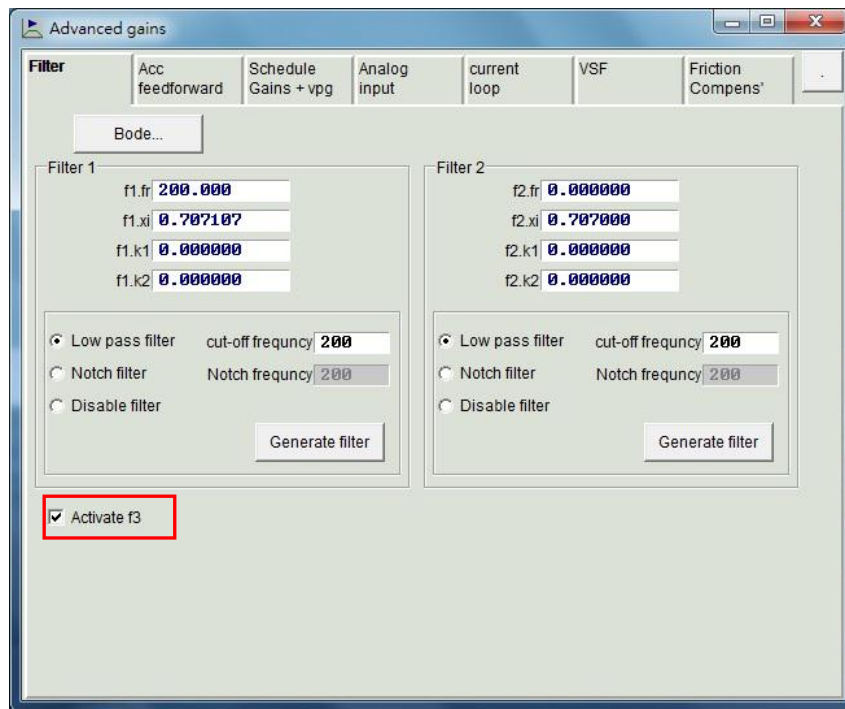 Advanced gains
Filter
Acc
feedforward
Schedule
Gains + vpg
Analog
input
current
loop
VSF
Friction
Compens'
.
Bode...
Filter 1
f1.fr 200.000
f1.xi 0.707107
f1.k1 0.000000
f1.k2 0.000000
Low pass filter cut-off frequncy 200
Notch filter Notch frequncy 200
Disable filter
Generate filter
Filter 2
f2.fr 0.000000
f2.xi 0.707000
f2.k1 0.000000
f2.k2 0.000000
Low pass filter cut-off frequncy 200
Notch filter Notch frequncy 200
Disable filter
Generate filter
Activate f3